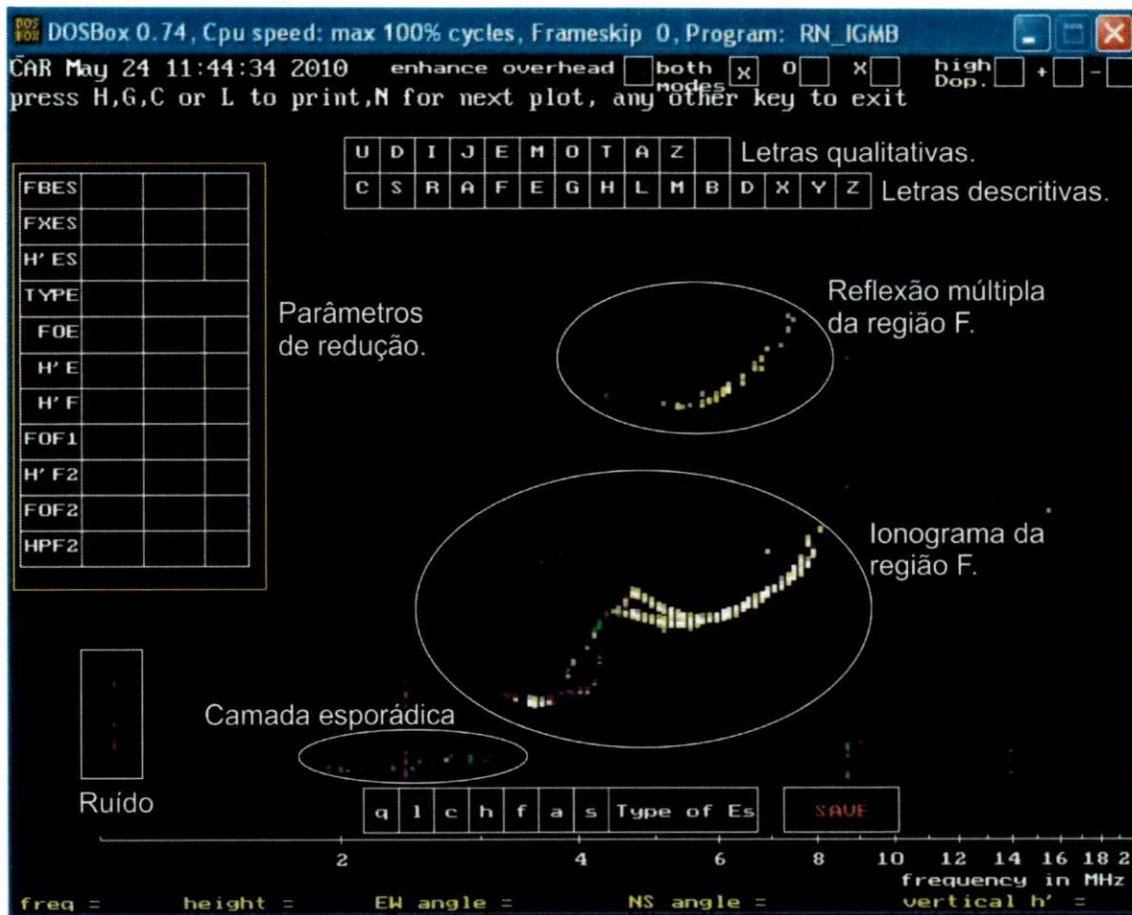 DOS BOX DOSBox 0.74, Cpu speed: max 100% cycles, Frameskip 0, Program: RN_IGMB
CAR May 24 11:44:34 2010 enhance overhead both modes X O X high Dop. + -
press H,G,C or L to print,N for next plot, any other key to exit
U D I J E M O T A Z Letras qualitativas.
C S R A F E G H L M B D X Y Z Letras descritivas.
FBES
FXES
H'ES
TYPE
FOE
H'E
H'F
FOF1
H'F2
FOF2
HPF2
Parâmetros
de redução.
Reflexão múltipla
da região F.
Ionograma da
região F.
Camada esporádica
Ruído
q l c h f a s Type of Es SAVE
2 4 6 8 10 12 14 16 18 2
frequency in MHz
freq = height = EW angle = NS angle = vertical h' =